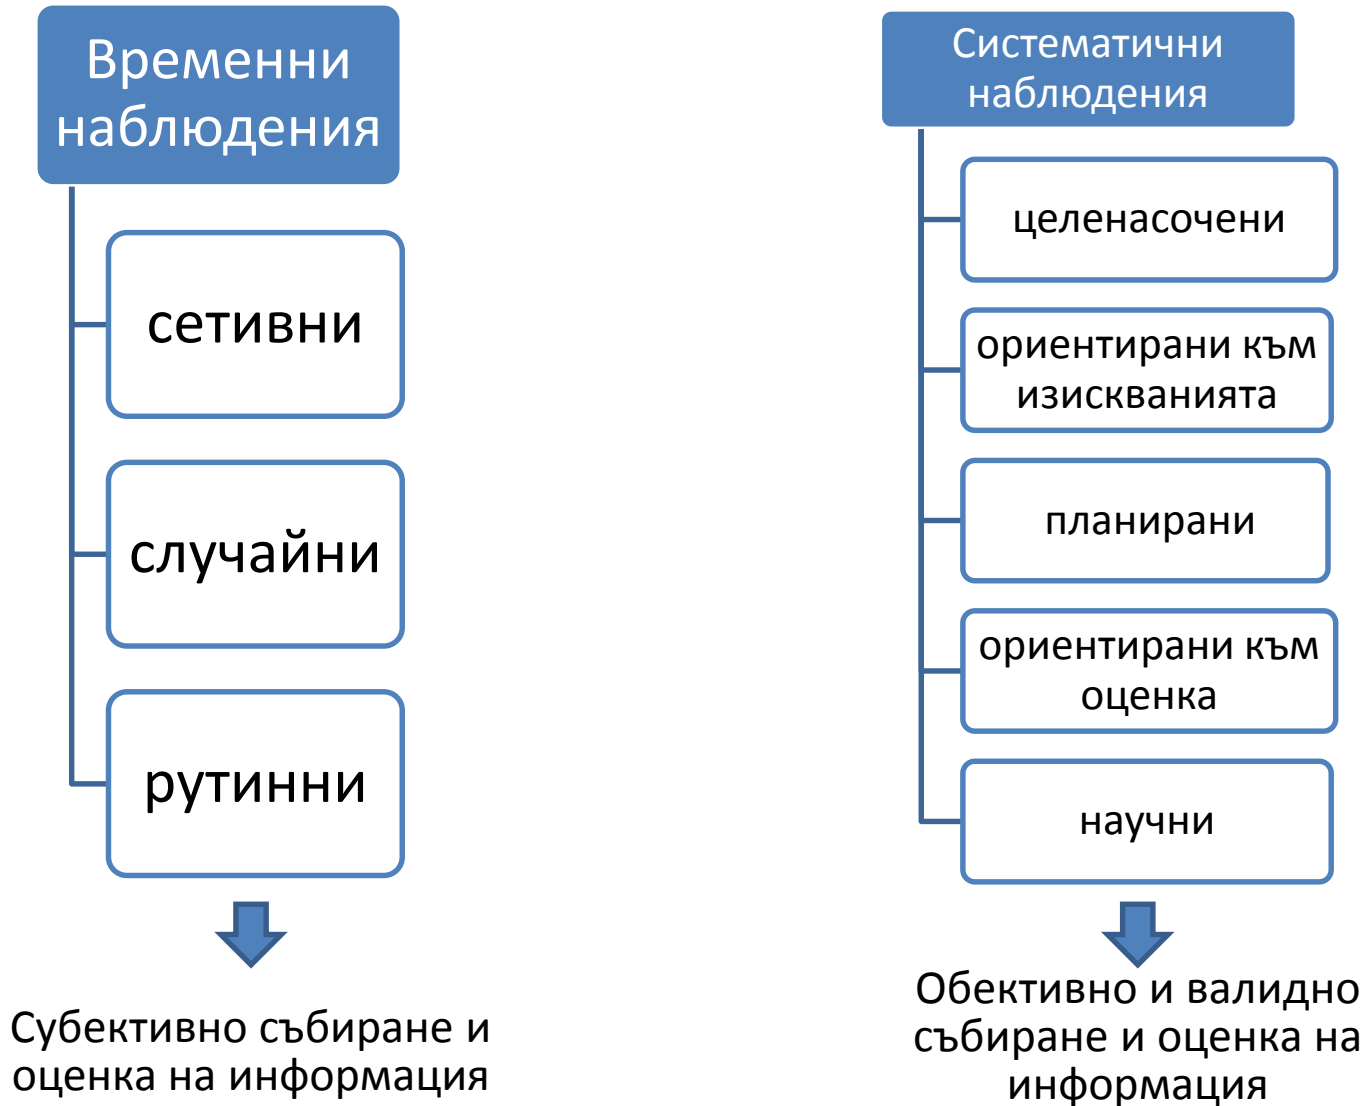 Временни
наблюдения
сетивни
случайни
рутинни
Субективно събиране и
оценка на информация
Систематични
наблюдения
целенасочени
ориентирани към
изискванията
планирани
ориентирани към
оценка
научни
Обективно и валидно
събиране и оценка на
информация